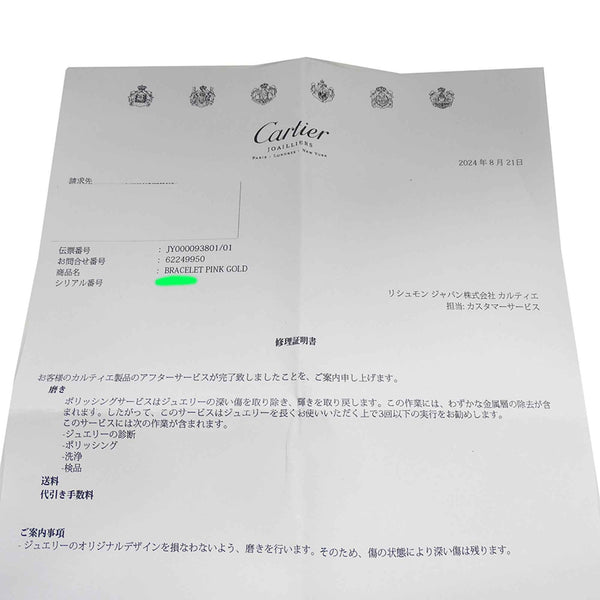 Cartier
JOAILLIERS
PARIS - LONDRES - NEW YORK
2024 年 8 月 21日
請求先
伝票番号 : JY000093801/01
お問合せ番号 : 62249950
商品名 : BRACELET PINK GOLD
シリアル番号 :
リシュモン ジャパン株式会社 カルティエ
担当: カスタマーサービス
修理証明書
お客様のカルティエ製品のアフターサービスが完了致しましたことを、ご案内申し上げます。
磨き
ポリッシングサービスはジュエリーの深い傷を取り除き、輝きを取り戻します。この作業には、わずかな金属層の除去が含
まれます。したがって、このサービスはジュエリーを長くお使いいただく上で3回以下の実行をお勧めします。
このサービスには次の作業が含まれます。
-ジュエリーの診断
-ポリッシング
-洗浄
-検品
送料
代引き手数料
ご案内事項
- ジュエリーのオリジナルデザインを損なわないよう、磨きを行います。そのため、傷の状態により深い傷は残ります。